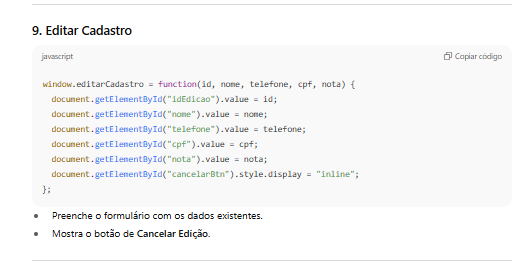 9. Editar Cadastro
javascript
Copiar código
window.editarCadastro = function(id, nome, telefone, cpf, nota) {
  document.getElementById("idEdicao").value = id;
  document.getElementById("nome").value = nome;
  document.getElementById("telefone").value = telefone;
  document.getElementById("cpf").value = cpf;
  document.getElementById("nota").value = nota;
  document.getElementById("cancelarBtn").style.display = "inline";
};
• Preenche o formulário com os dados existentes.
• Mostra o botão de Cancelar Edição.